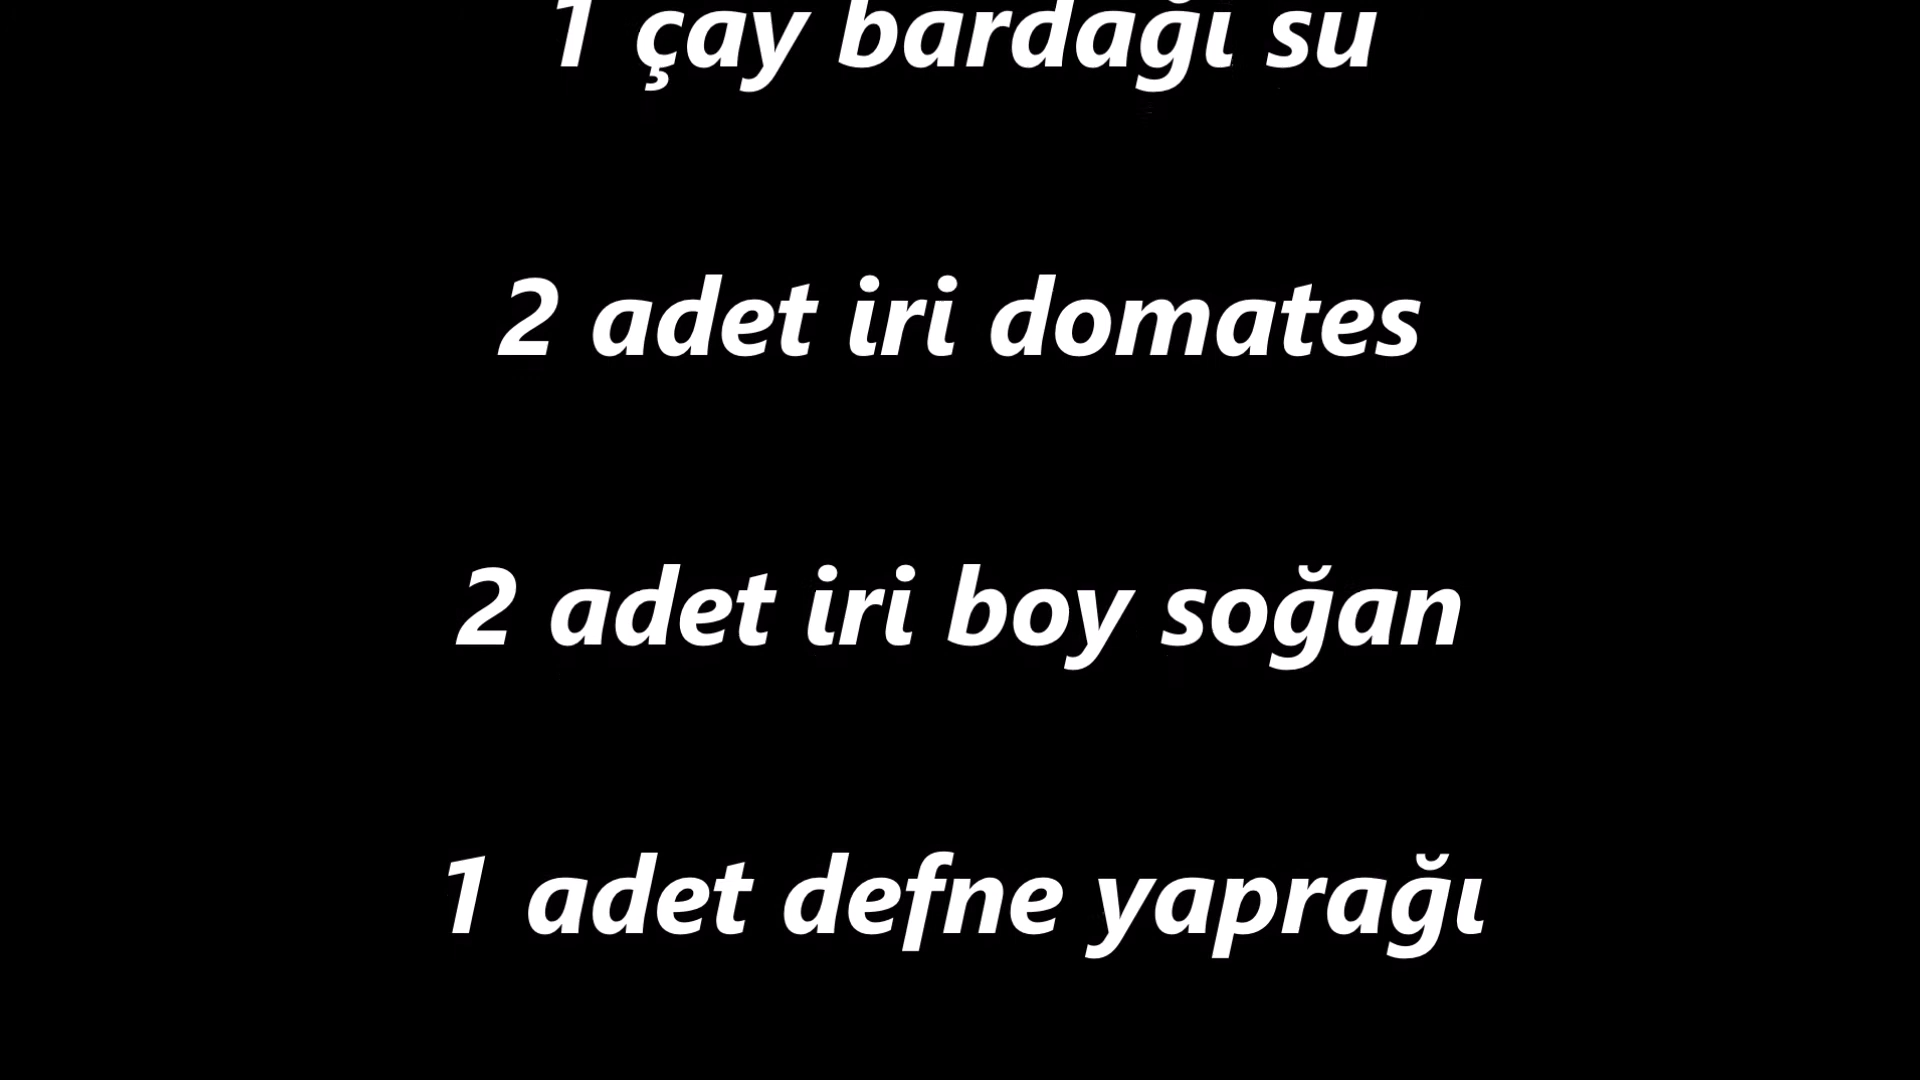 1 çay bardağı su
2 adet iri domates
2 adet iri boy soğan
1 adet defne yaprağı